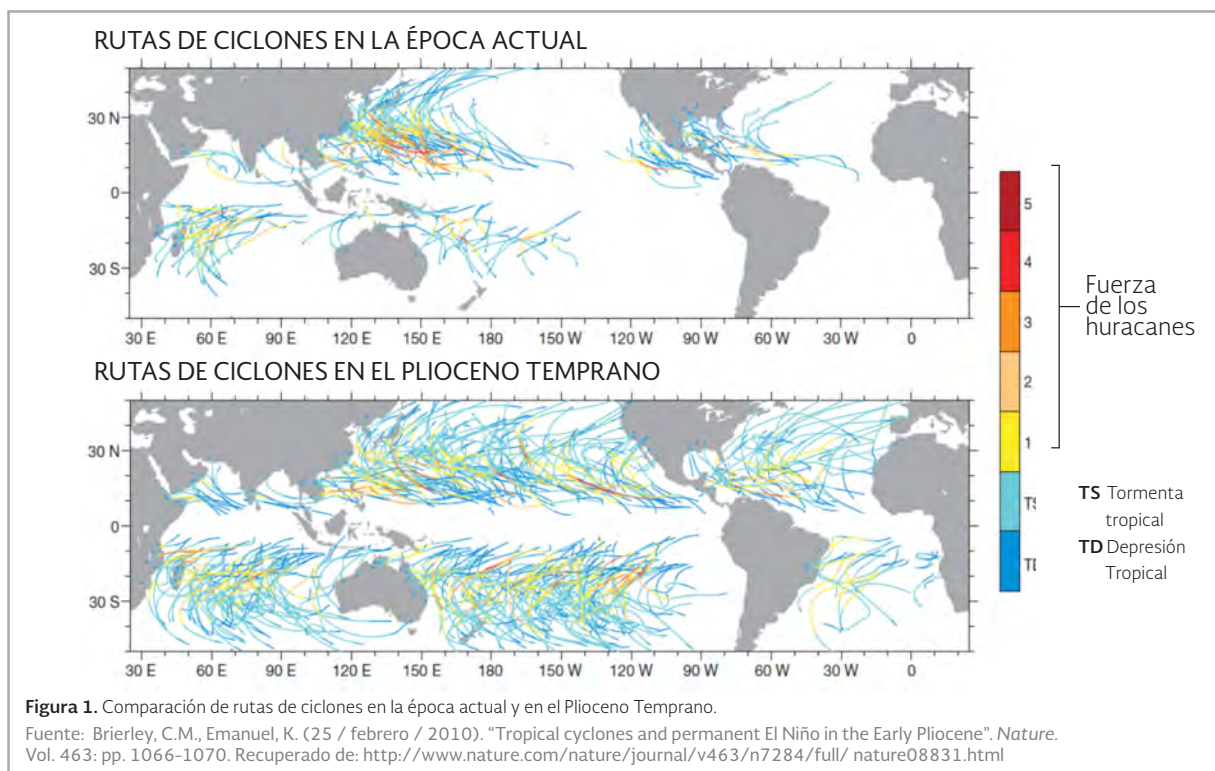 RUTAS DE CICLONES EN LA ÉPOCA ACTUAL
30 N
0
30 S
30 E 60 E 90 E 120 E 150 E 180 150 W 120 W 90 W 60 W 30 W 0
RUTAS DE CICLONES EN EL PLIOCENO TEMPRANO
30 N
0
30 S
30 E 60 E 90 E 120 E 150 E 180 150 W 120 W 90 W 60 W 30 W 0
5
4
3
2
1
TS
TD
Fuerza
de los
huracanes
TS Tormenta
tropical
TD Depresión
Tropical
Figura 1. Comparación de rutas de ciclones en la época actual y en el Plioceno Temprano.
Fuente: Brierley, C.M., Emanuel, K. (25 / febrero / 2010). “Tropical cyclones and permanent El Niño in the Early Pliocene”. Nature.
Vol. 463: pp. 1066-1070. Recuperado de: http://www.nature.com/nature/journal/v463/n7284/full/ nature08831.html